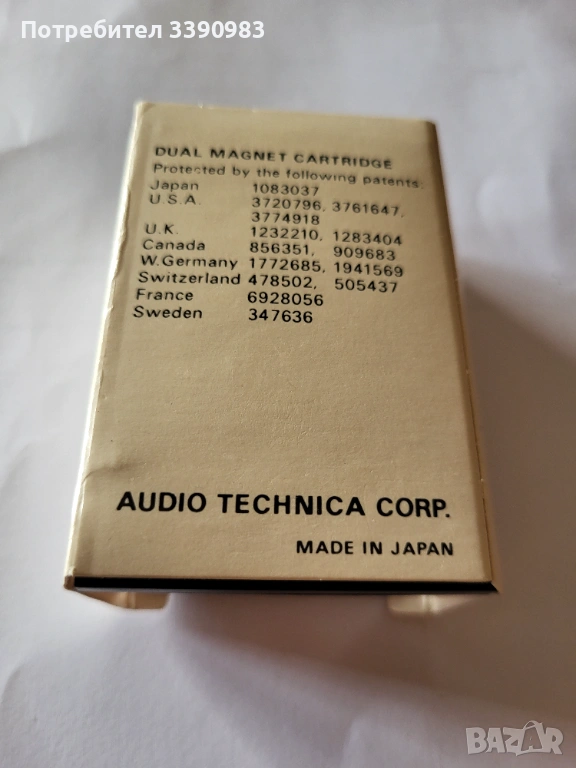 Потребител 3390983
DUAL MAGNET CARTRIDGE
Protected by the following patents:
Japan 1083037
U.S.A. 3720796, 3761647,
3774918
U.K. 1232210, 1283404
Canada 856351, 909683
W.Germany 1772685, 1941569
Switzerland 478502, 505437
France 6928056
Sweden 347636
AUDIO TECHNICA CORP.
MADE IN JAPAN
BAZAR